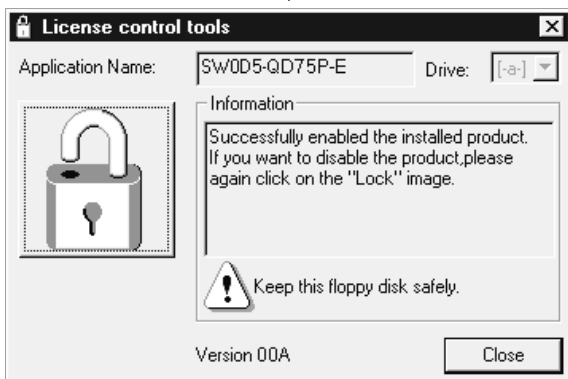 License control tools
Application Name: SW0D5-QD75P-E Drive: [-a-]
Information
Successfully enabled the installed product.
If you want to disable the product,please
again click on the "Lock" image.
Keep this floppy disk safely.
Version 00A Close